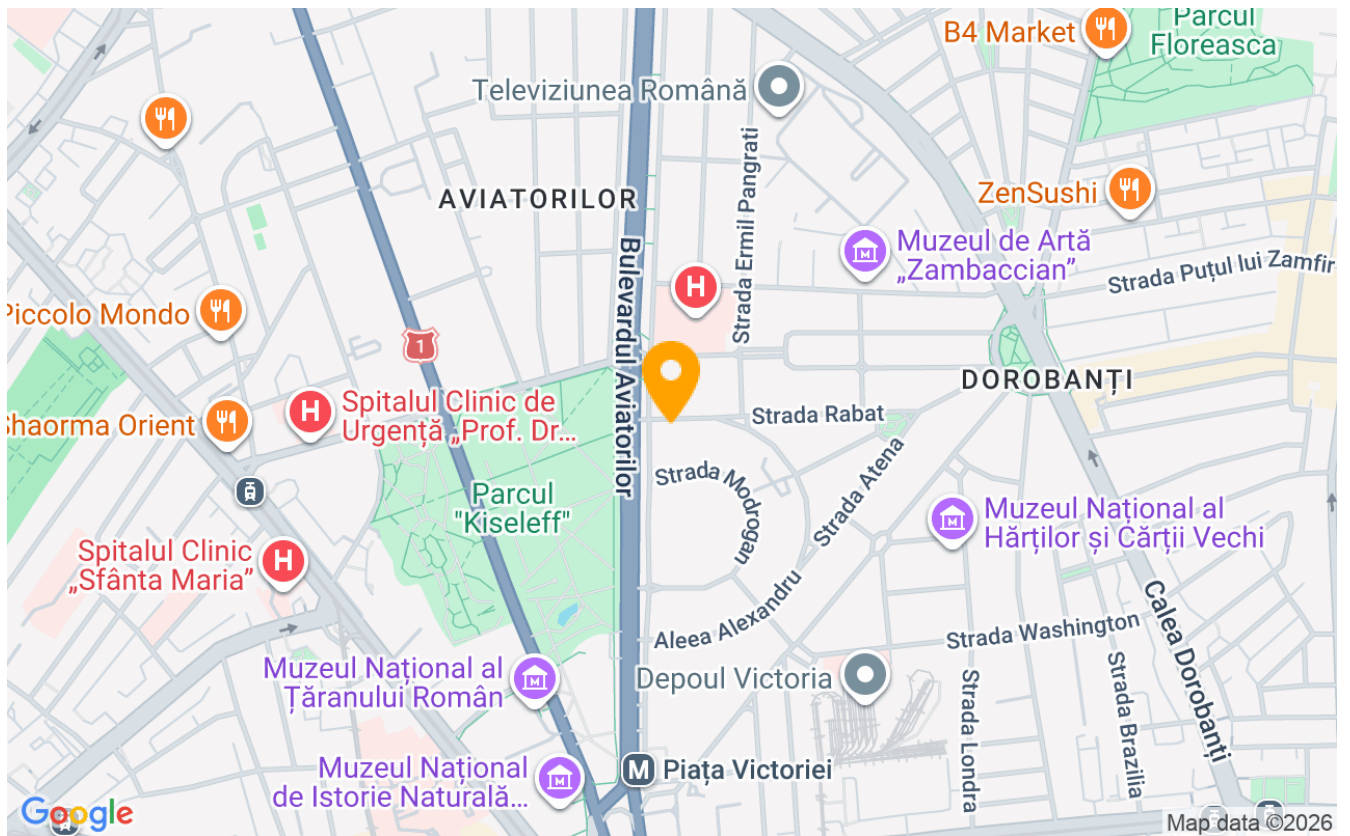 Parcul
Floreasca
B4 Market
Televiziunea Română
ZenSushi
AVIATORILOR
Strada Ermil Pangrati
Muzeul de Artă
„Zambaccian”
Strada Puțul lui Zamfir
Bulevardul Aviatorilor
H
Piccolo Mondo
1
DOROBANȚI
Shaorma Orient
H
Spitalul Clinic de
Urgență „Prof. Dr...
Strada Rabat
Strada Modrogan
Strada Atena
Parcul
"Kiseleff"
Muzeul Național al
Hărților și Cărții Vechi
Spitalul Clinic
„Sfânta Maria”
H
Aleea Alexandru
Strada Washington
Calea Dorobanți
Muzeul Național al
Țăranului Român
Depoul Victoria
Strada Londra
Strada Brazilia
Muzeul Național
de Istorie Naturală...
M
Piața Victoriei
Google
Map data ©2026